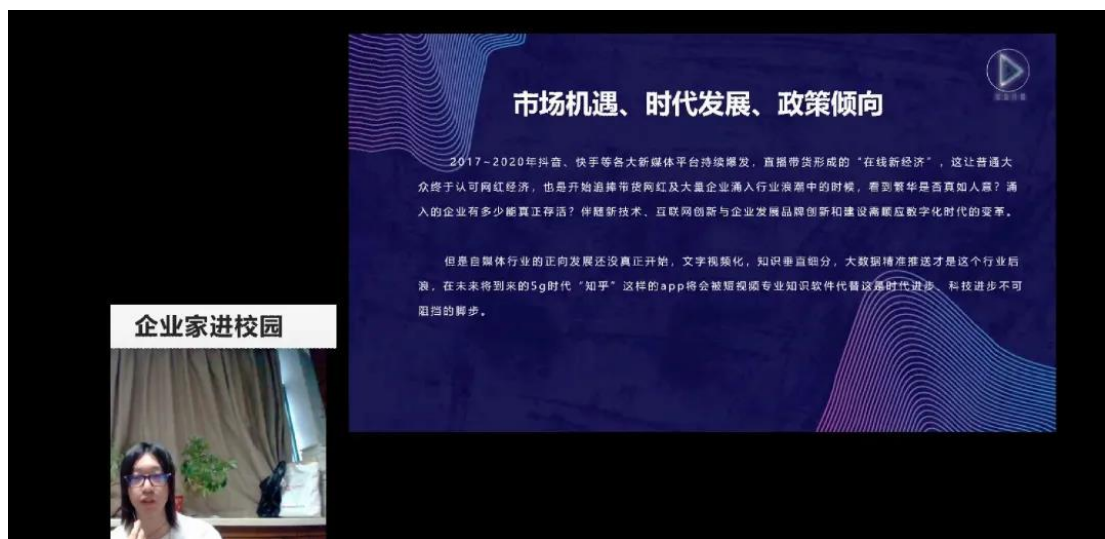 市场机遇、时代发展、政策倾向
2017~2020年抖音、快手等各大新媒体平台持续爆发，直播带货形成的“在线新经济”，这让普通大
众终于认可网红经济，也是开始追捧带货网红及大量企业涌入行业浪潮中的时候，看到繁华是否真如人意？涌
入的企业有多少能真正存活？伴随新技术、互联网创新与企业发展品牌创新和建设需顺应数字化时代的变革。
但是自媒体行业的正向发展还没真正开始，文字视频化，知识垂直细分，大数据精准推送才是这个行业后
浪，在未来将到来的5g时代“知乎”这样的app将会被短视频专业知识软件代替这是时代进步、科技进步不可
阻挡的脚步。
企业家进校园